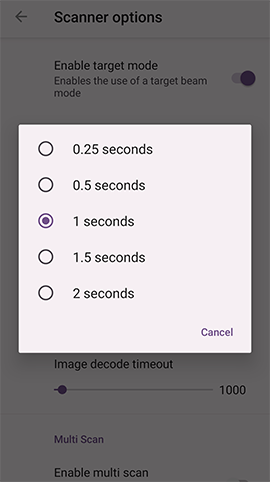 Scanner options
Enable target mode
Enables the use of a target beam
mode
0.25 seconds
0.5 seconds
1 seconds
1.5 seconds
2 seconds
Cancel
Image decode timeout
1000
Multi Scan
Enable multi scan